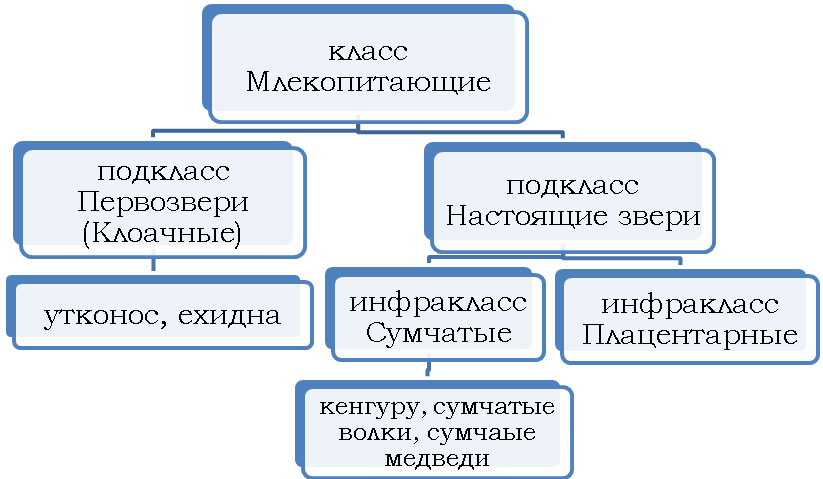 класс
Млекопитающие
подкласс
Первозвери
(Клоачные)
подкласс
Настоящие звери
утконос, ехидна
инфракласс
Сумчатые
инфракласс
Плацентарные
кенгуру, сумчатые
волки, сумчаые
медведи